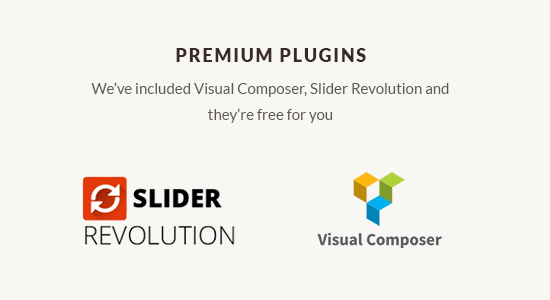 PREMIUM PLUGINS
We've included Visual Composer, Slider Revolution and
they're free for you
SLIDER
REVOLUTION
Visual Composer